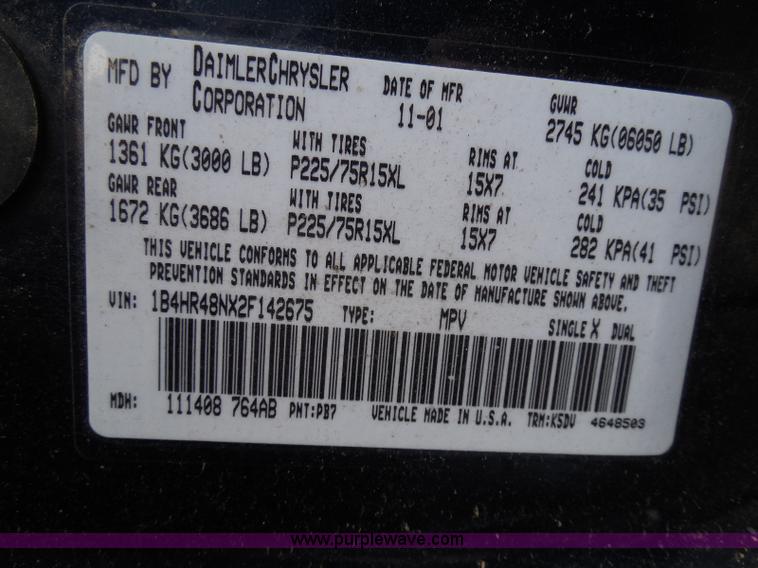 MFD BY DAIMLERCHRYSLER CORPORATION
DATE OF MFR 11-01
GVWR 2745 KG(06050 LB)
GAWR FRONT WITH TIRES RIMS AT COLD
1361 KG(3000 LB) P225/75R15XL 15X7 241 KPA(35 PSI)
GAWR REAR WITH TIRES RIMS AT COLD
1672 KG(3686 LB) P225/75R15XL 15X7 282 KPA(41 PSI)
THIS VEHICLE CONFORMS TO ALL APPLICABLE FEDERAL MOTOR VEHICLE SAFETY AND THEFT
PREVENTION STANDARDS IN EFFECT ON THE DATE OF MANUFACTURE SHOWN ABOVE.
VIN: 1B4HR48NX2F142675 TYPE: MPV SINGLE X DUAL
MDH: 111408 764AB PNT:PB7 VEHICLE MADE IN U.S.A. TRM:K5DV 4648503
www.purplewave.com